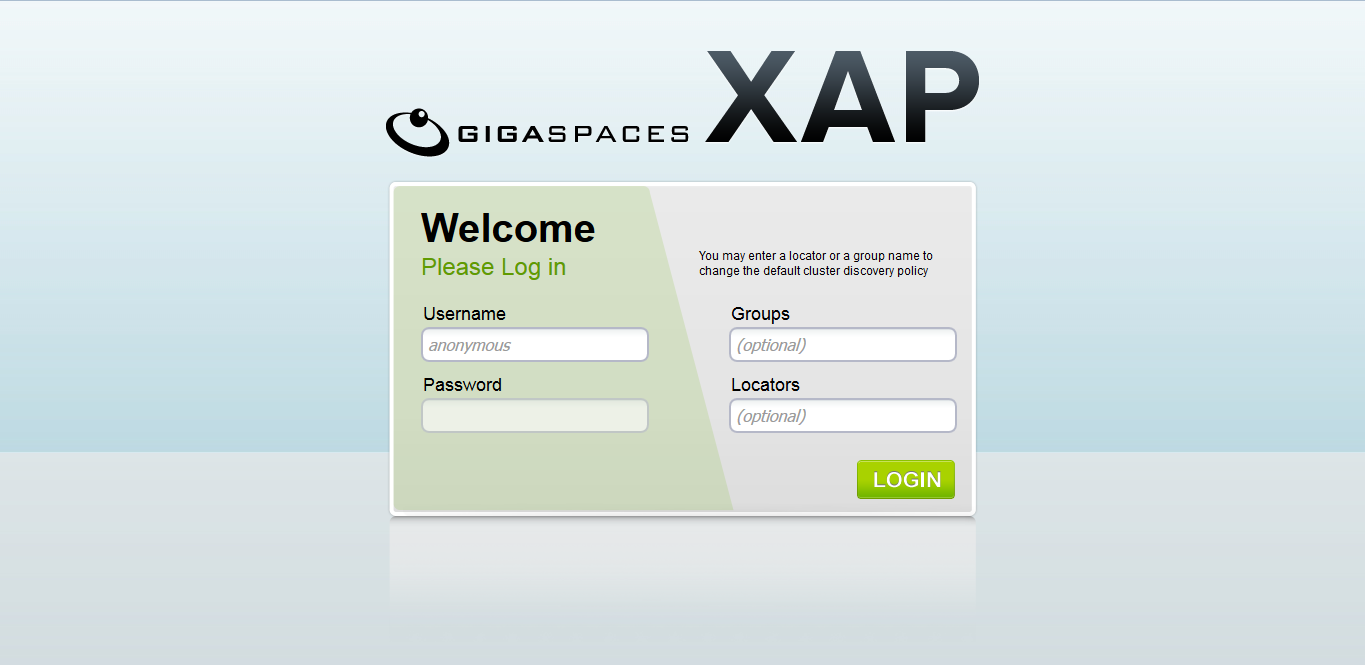 GIGASPACES XAP
Welcome
Please Log in
You may enter a locator or a group name to
change the default cluster discovery policy
Username
anonymous
Password
Groups
(optional)
Locators
(optional)
LOGIN